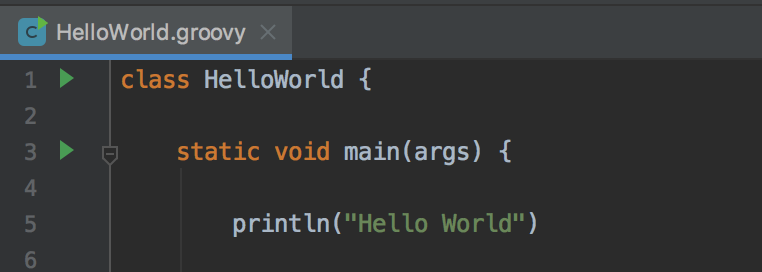 HelloWorld.groovy
1 class HelloWorld {
2
3 static void main(args) {
4
5 println("Hello World")
6